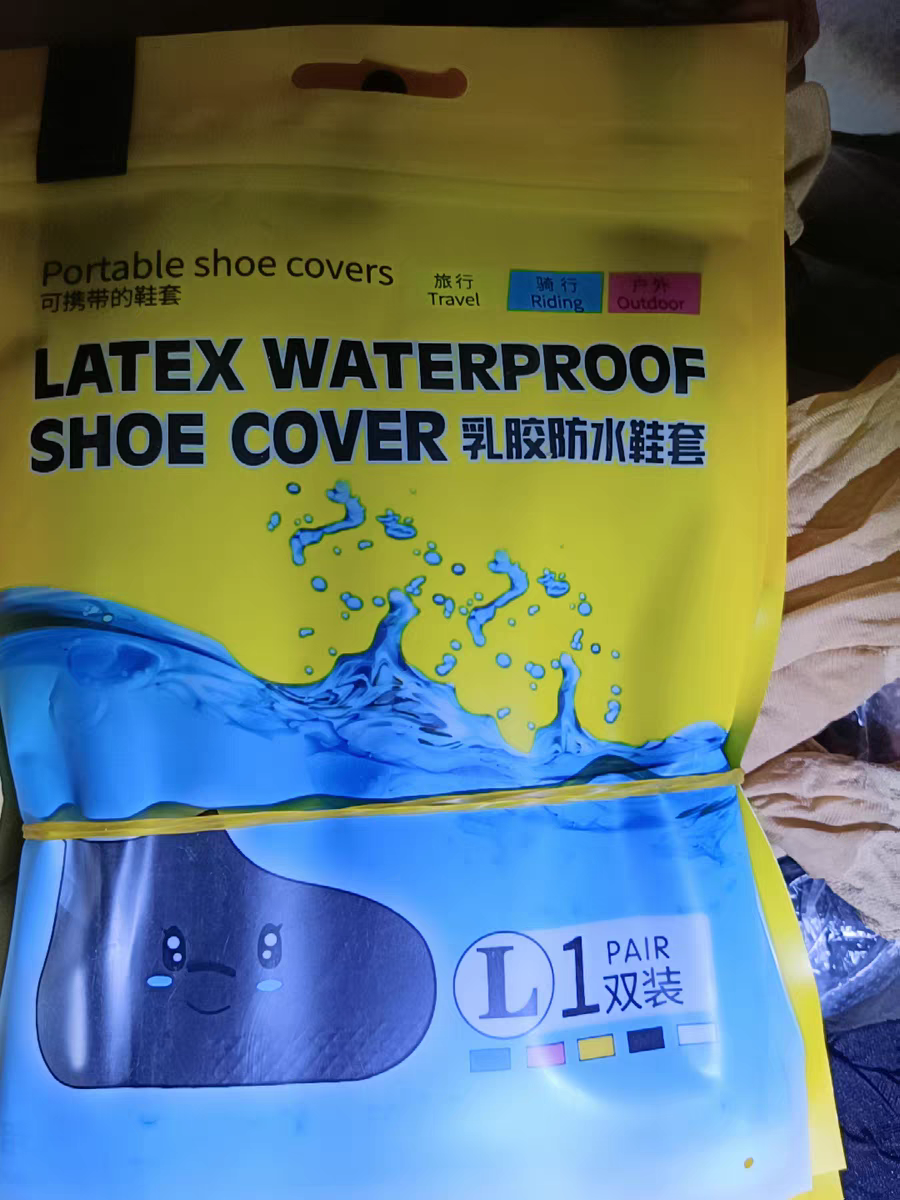 Portable shoe covers
可携带的鞋套
旅行
Travel
骑行
Riding
户外
Outdoor
LATEX WATERPROOF
SHOE COVER 乳胶防水鞋套
L 1 PAIR
双装